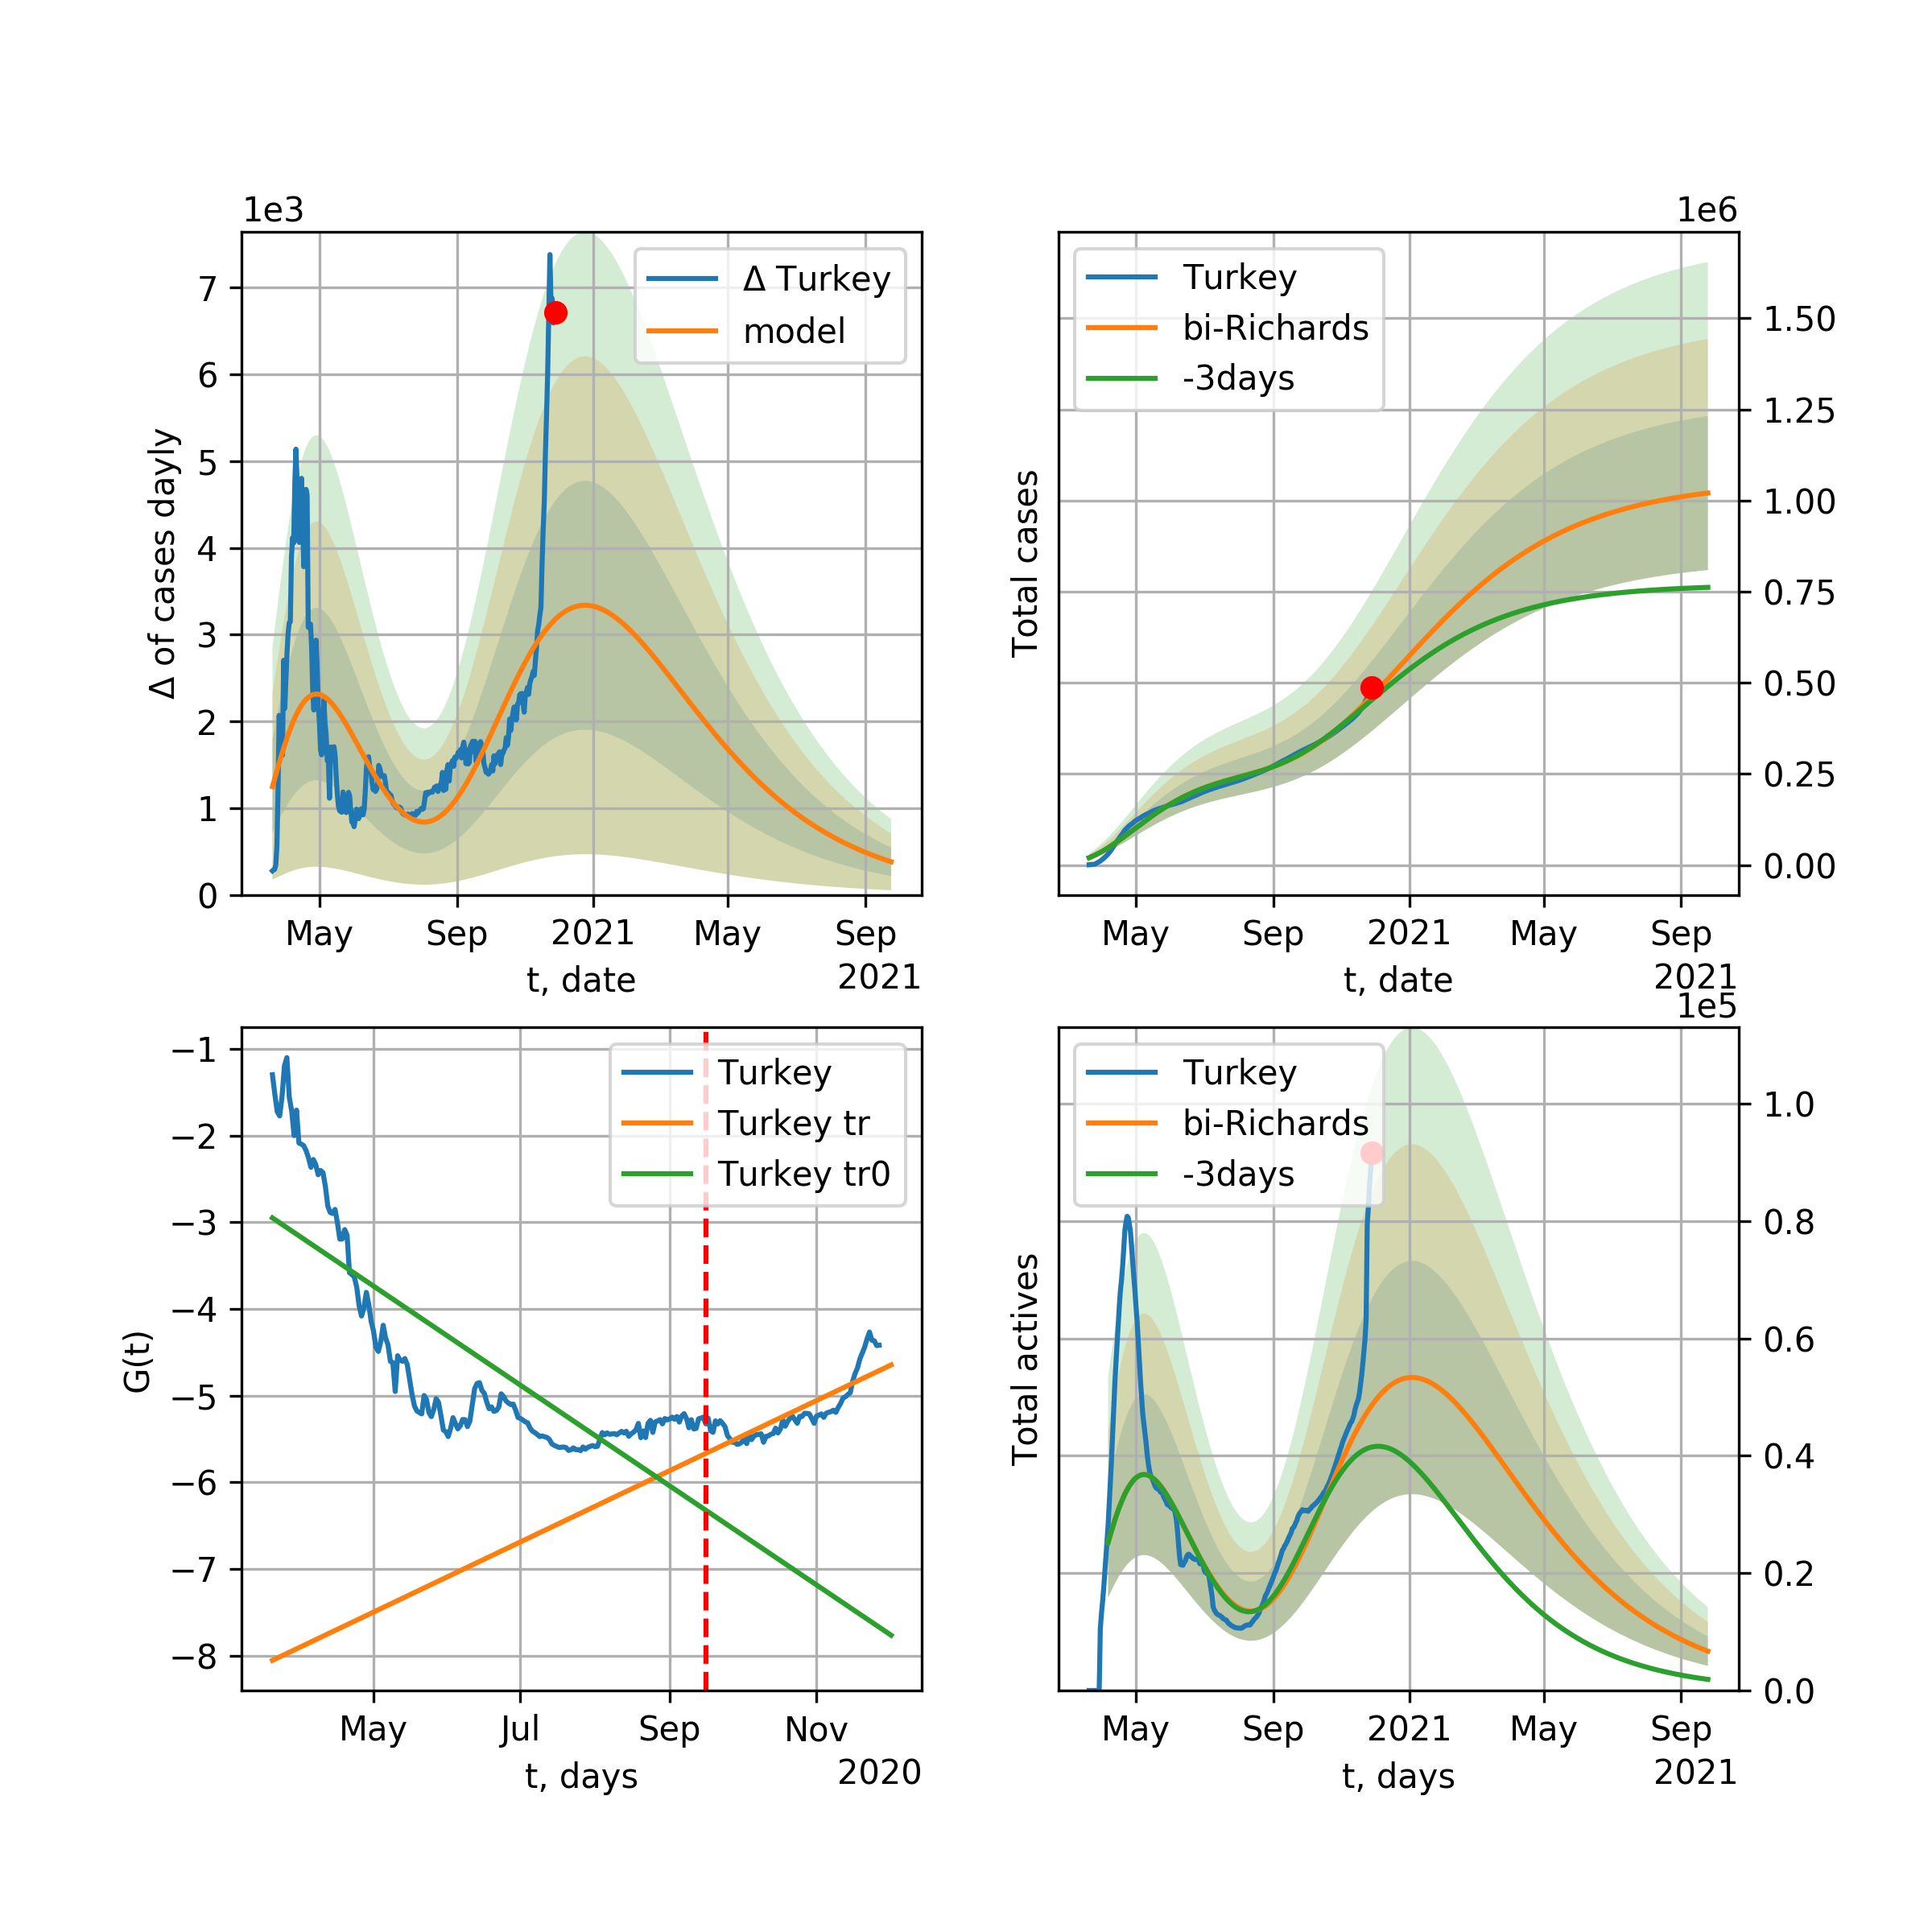 1e3
Δ of cases dayly
7
6
5
4
3
2
1
0
Δ Turkey
model
May Sep 2021 May Sep
t, date
2021
1e6
Total cases
Turkey
bi-Richards
-3days
1.50
1.25
1.00
0.75
0.50
0.25
0.00
May Sep 2021 May Sep
t, date
2021
G(t)
−1
−2
−3
−4
−5
−6
−7
−8
Turkey
Turkey tr
Turkey tr0
May Jul Sep Nov
t, days
2020
1e5
Total actives
Turkey
bi-Richards
-3days
1.0
0.8
0.6
0.4
0.2
0.0
May Sep 2021 May Sep
t, days
2021